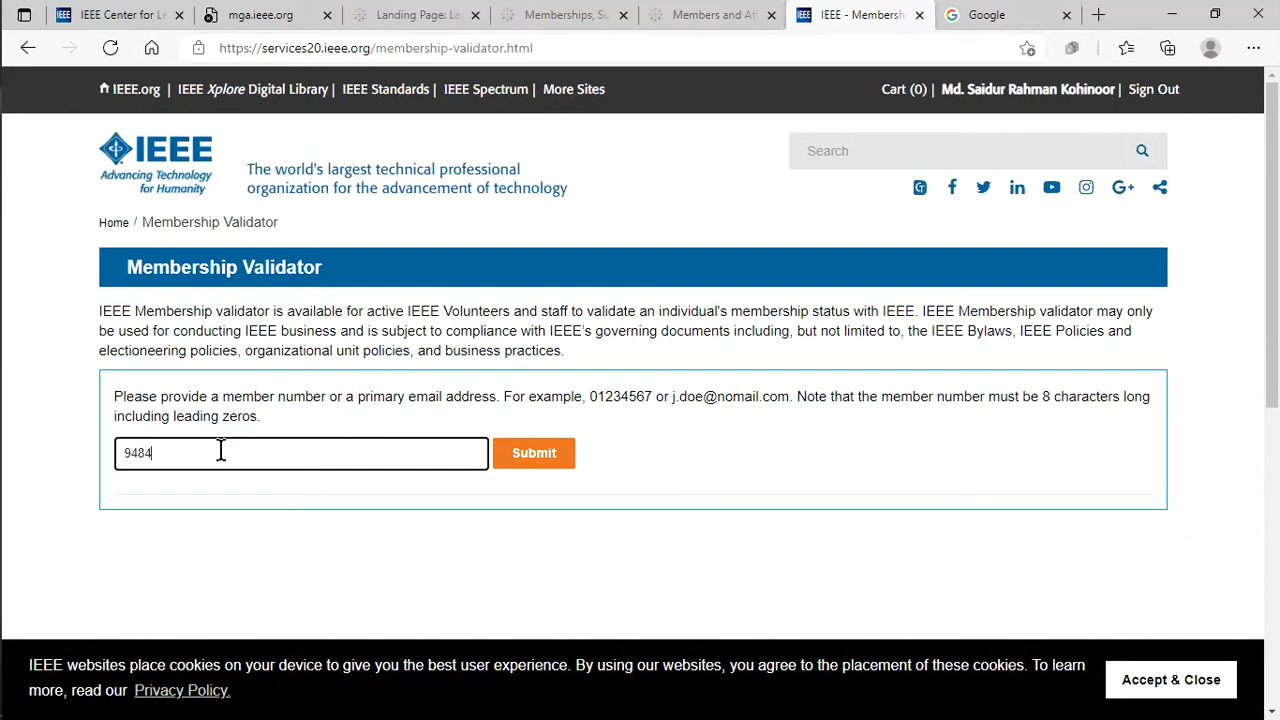 IEEE Center for Le
mga.ieee.org
Landing Page: La
Memberships, Su
Members and Af
IEEE - Membersh
Google
https://services20.ieee.org/membership-validator.html
IEEE.org | IEEE Xplore Digital Library | IEEE Standards | IEEE Spectrum | More Sites
Cart (0) | Md. Saidur Rahman Kohinoor | Sign Out
IEEE
Advancing Technology
for Humanity
The world's largest technical professional
organization for the advancement of technology
Search
Home / Membership Validator
Membership Validator
IEEE Membership validator is available for active IEEE Volunteers and staff to validate an individual's membership status with IEEE. IEEE Membership validator may only
be used for conducting IEEE business and is subject to compliance with IEEE's governing documents including, but not limited to, the IEEE Bylaws, IEEE Policies and
electioneering policies, organizational unit policies, and business practices.
Please provide a member number or a primary email address. For example, 01234567 or j.doe@nomail.com. Note that the member number must be 8 characters long
including leading zeros.
9484
Submit
IEEE websites place cookies on your device to give you the best user experience. By using our websites, you agree to the placement of these cookies. To learn
more, read our Privacy Policy.
Accept & Close